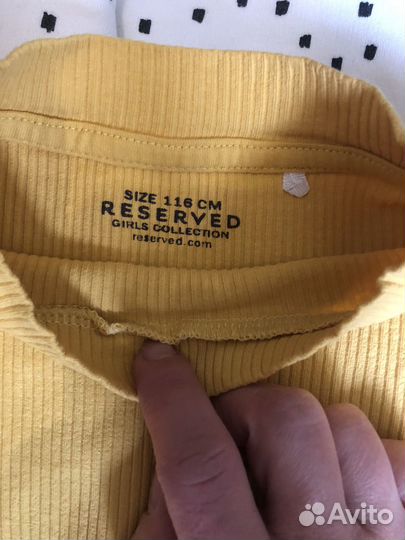 SIZE 116 CM
RESERVED
GIRLS COLLECTION
reserved.com
Avito